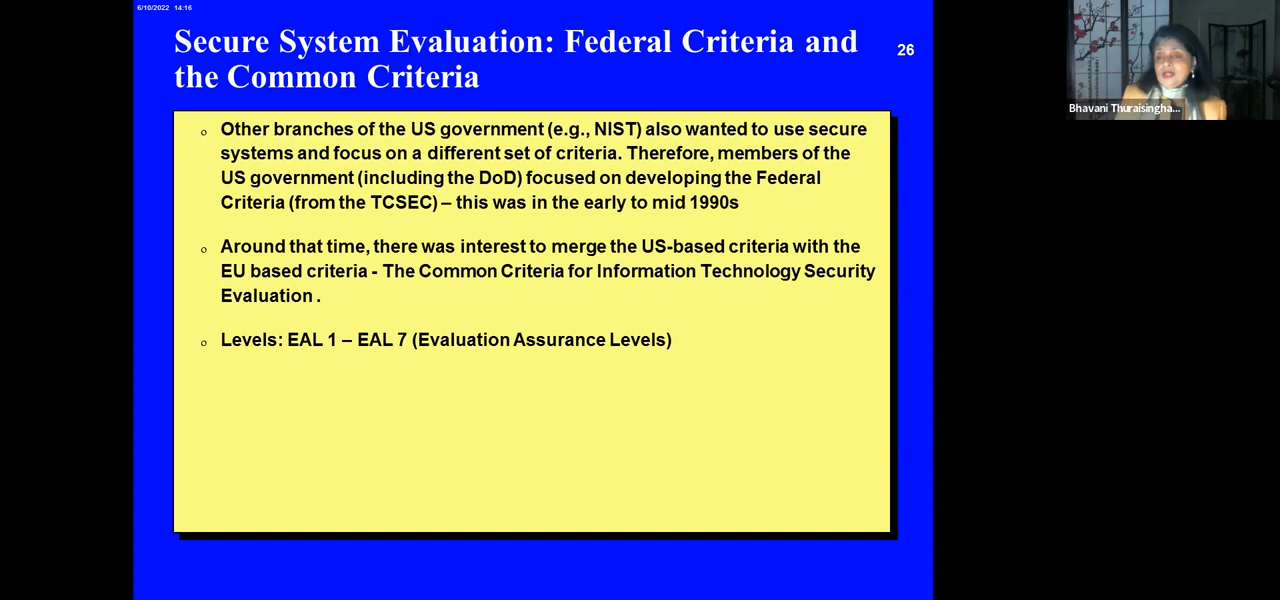 6/10/2022 14:16
Secure System Evaluation: Federal Criteria and
the Common Criteria
26
o Other branches of the US government (e.g., NIST) also wanted to use secure
systems and focus on a different set of criteria. Therefore, members of the
US government (including the DoD) focused on developing the Federal
Criteria (from the TCSEC) – this was in the early to mid 1990s
o Around that time, there was interest to merge the US-based criteria with the
EU based criteria - The Common Criteria for Information Technology Security
Evaluation .
o Levels: EAL 1 – EAL 7 (Evaluation Assurance Levels)
Bhavani Thuraisingha...